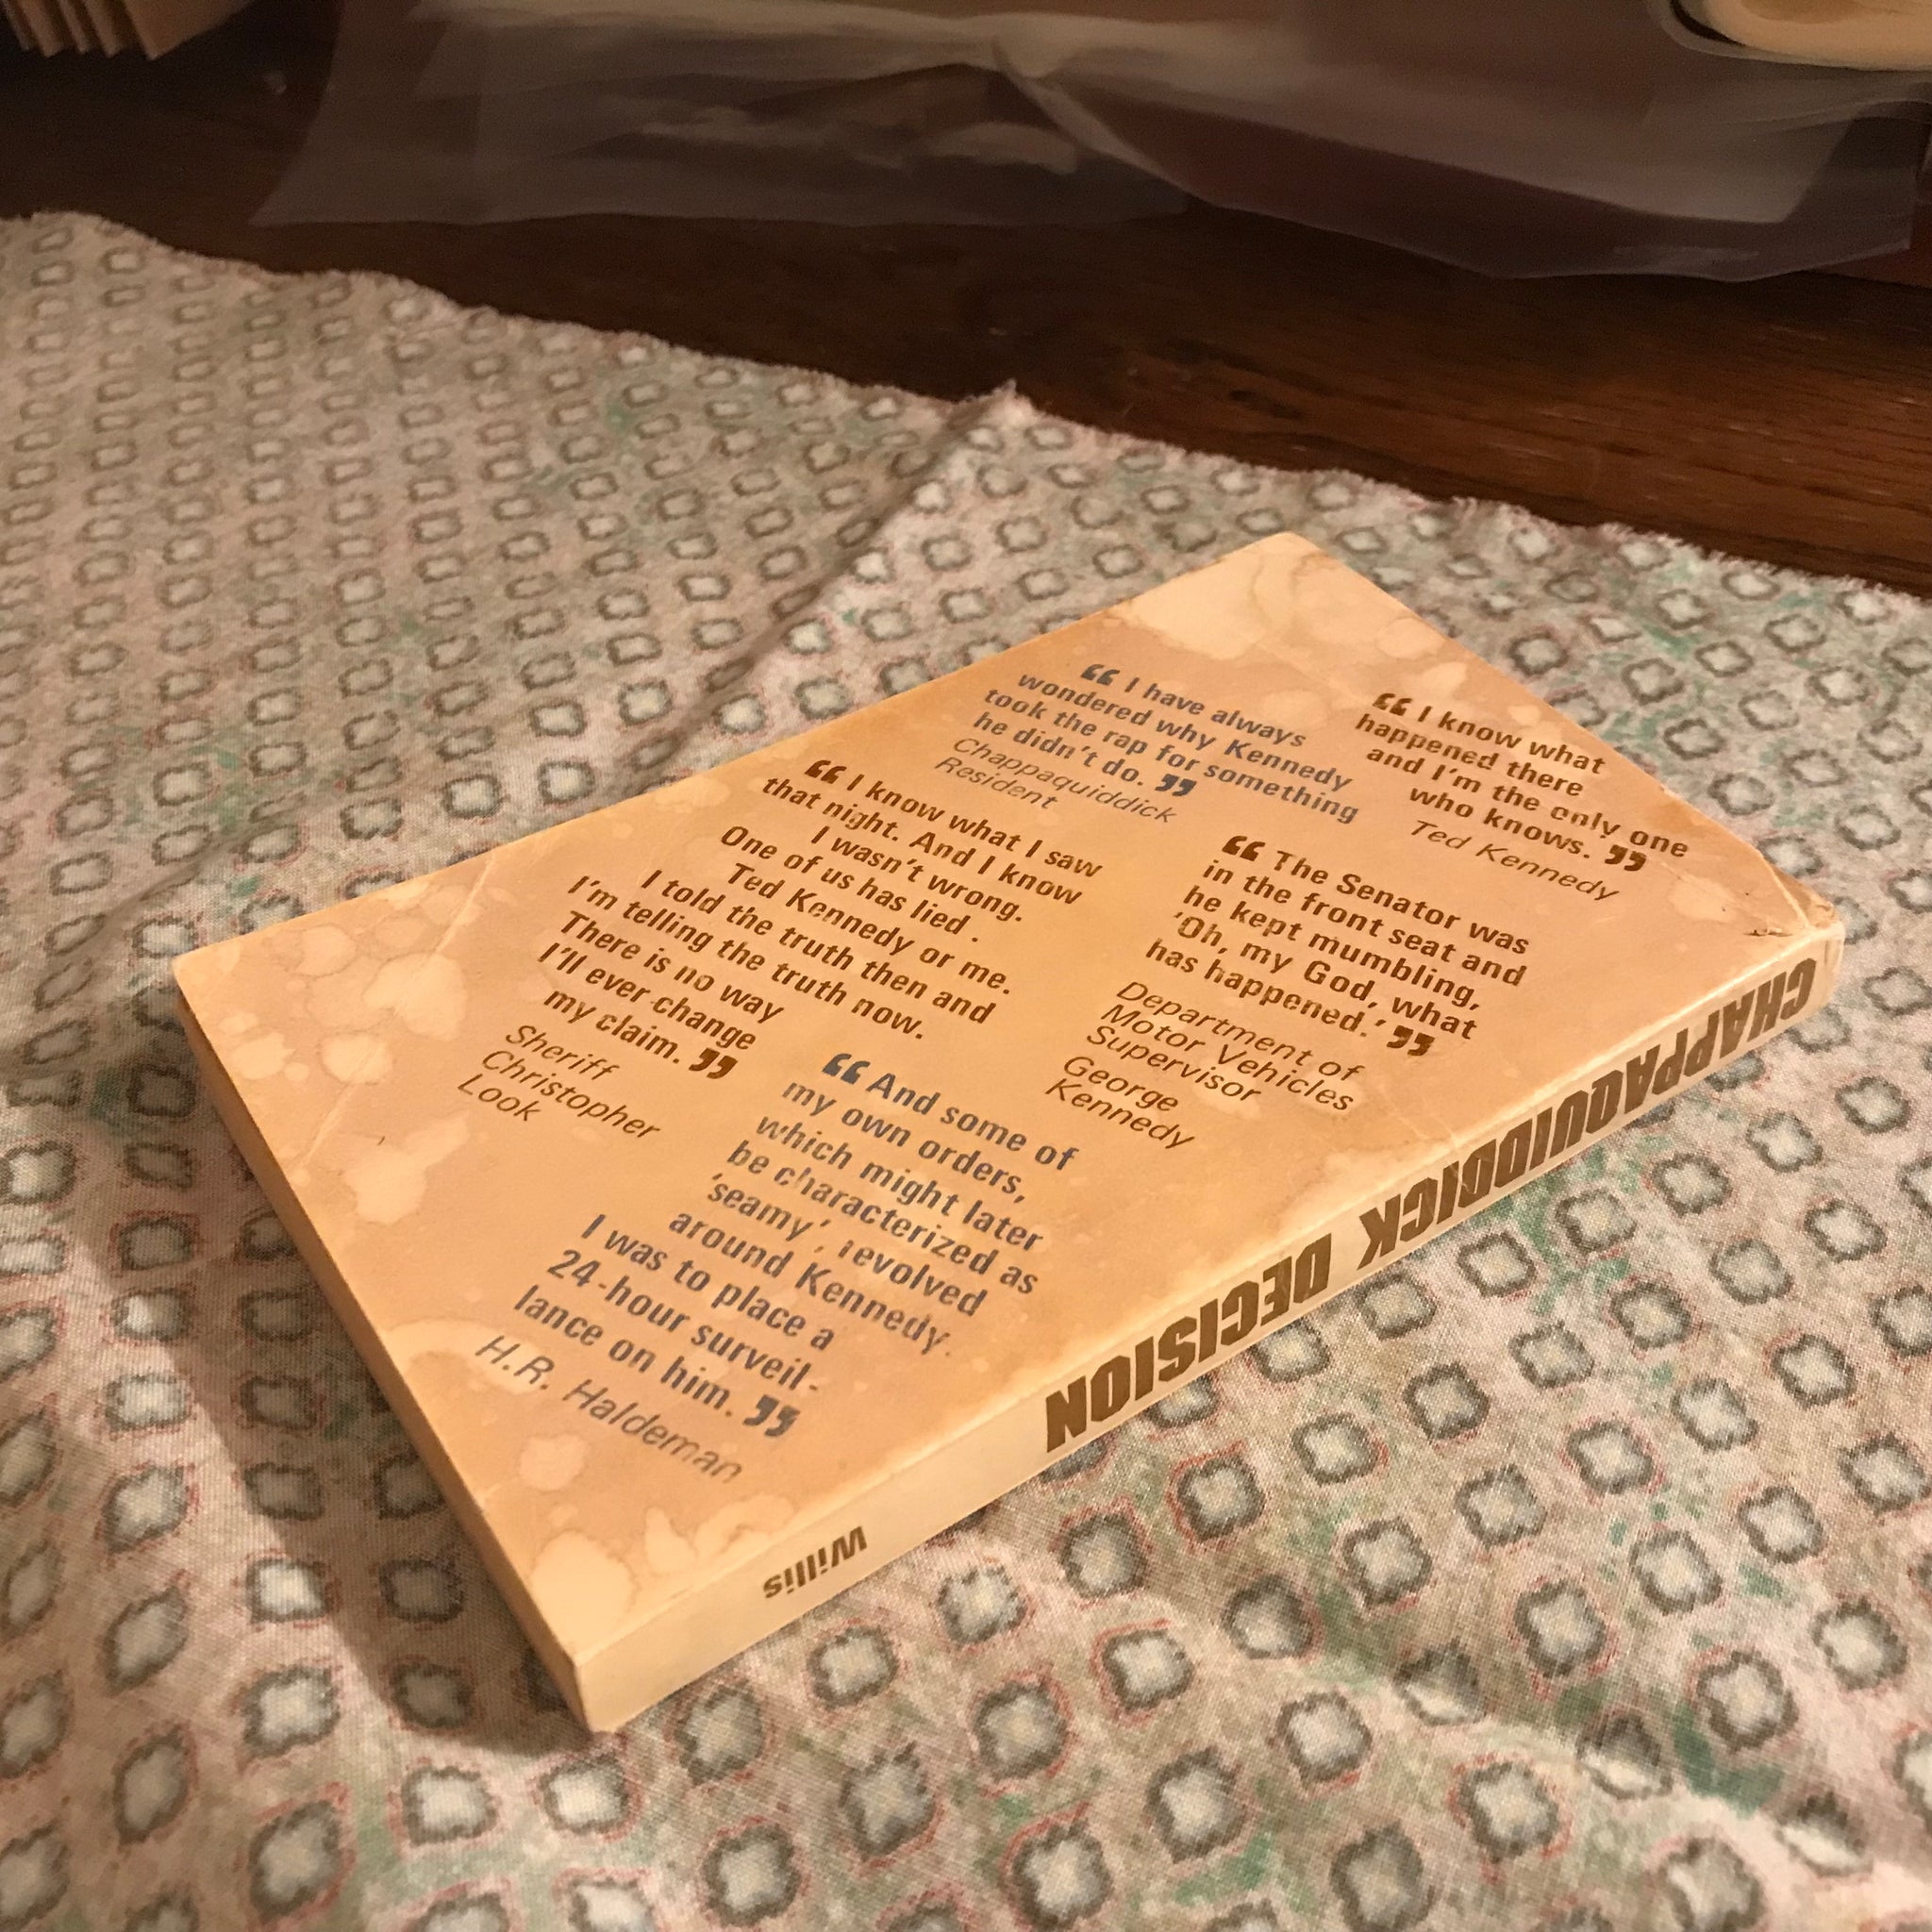 “ I have always
wondered why Kennedy
took the rap for something
he didn't do. ”
Chappaquiddick
Resident
“ I know what
happened there
and I'm the only one
who knows. ”
Ted Kennedy
“ I know what I saw
that night. And I know
I wasn't wrong.
One of us has lied .
Ted Kennedy or me.
I told the truth then and
I'm telling the truth now.
There is no way
I'll ever change
my claim. ”
Sheriff
Christopher
Look
“ The Senator was
in the front seat and
he kept mumbling,
'Oh, my God, what
has happened.' ”
Department of
Motor Vehicles
Supervisor
George
Kennedy
“ And some of
my own orders,
which might later
be characterized as
'seamy', revolved
around Kennedy.
I was to place a
24-hour surveil-
lance on him. ”
H.R. Haldeman
CHAPPAQUIDDICK DECISION
Willis